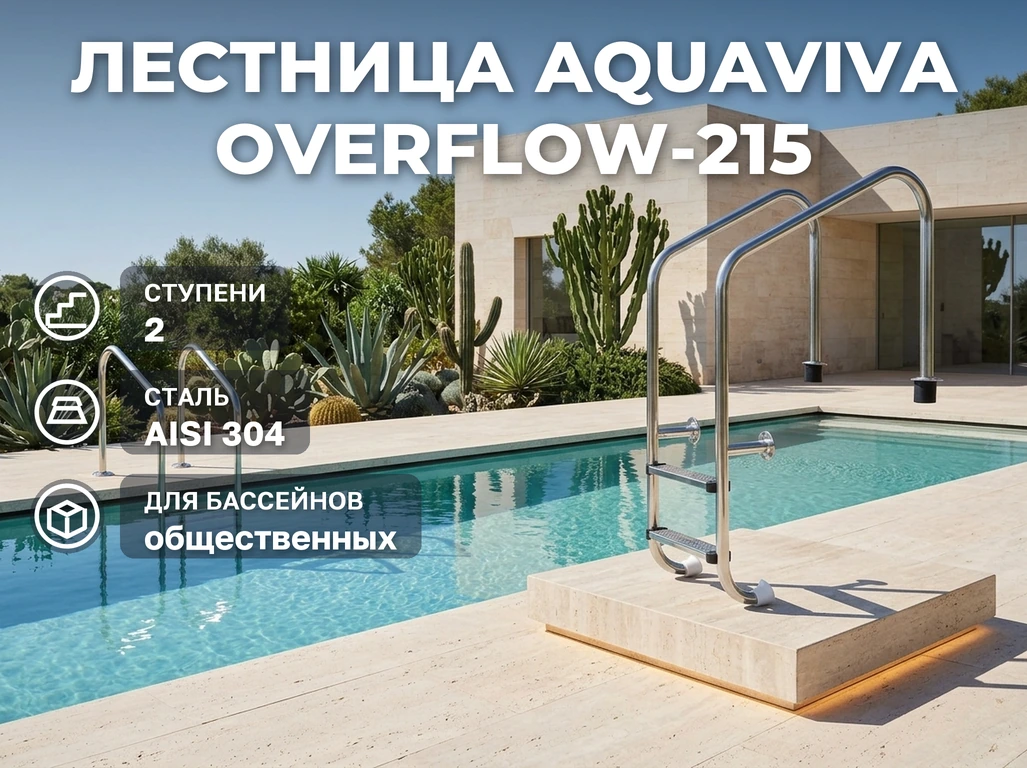 ЛЕСТНИЦА AQUAVIVA
OVERFLOW-215
СТУПЕНИ
2
СТАЛЬ
AISI 304
ДЛЯ БАССЕЙНОВ
общественных